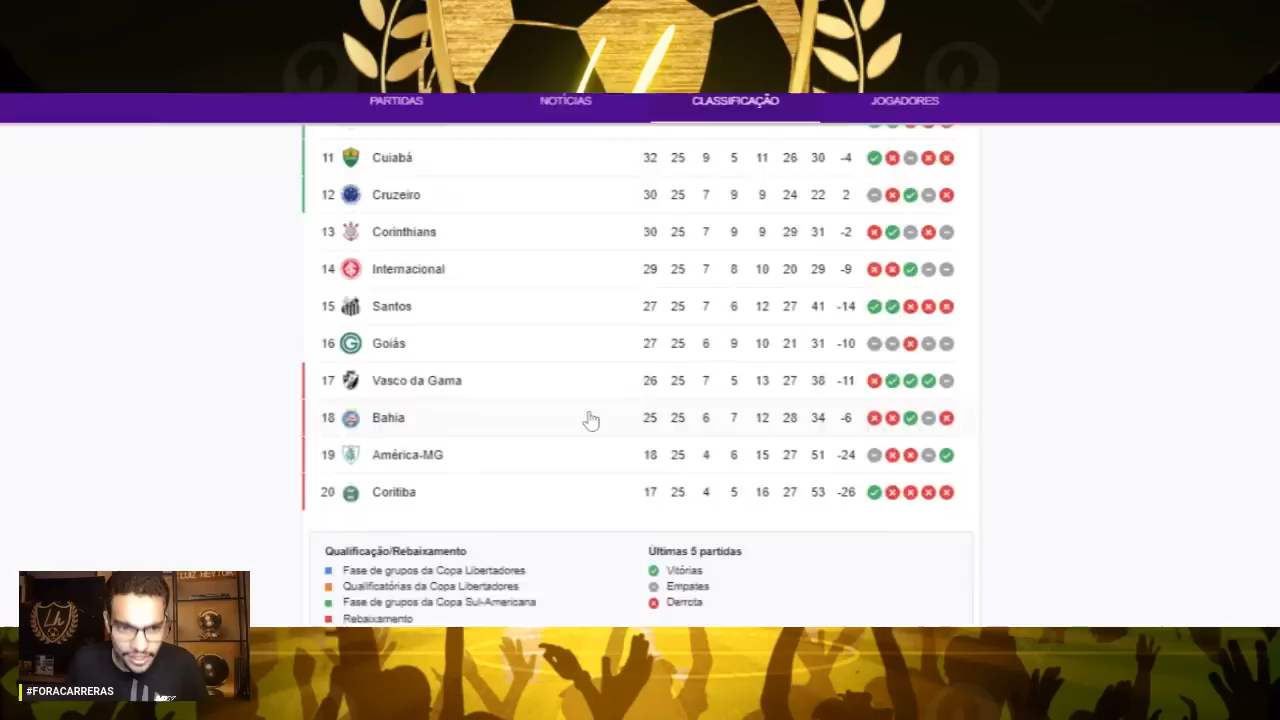 PARTIDAS NOTÍCIAS CLASSIFICAÇÃO JOGADORES
11 Cuiabá 32 25 9 5 11 26 30 -4
12 Cruzeiro 30 25 7 9 9 24 22 2
13 Corinthians 30 25 7 9 9 29 31 -2
14 Internacional 29 25 7 8 10 20 29 -9
15 Santos 27 25 7 6 12 27 41 -14
16 Goiás 27 25 6 9 10 21 31 -10
17 Vasco da Gama 26 25 7 5 13 27 38 -11
18 Bahia 25 25 6 7 12 28 34 -6
19 América-MG 18 25 4 6 15 27 51 -24
20 Coritiba 17 25 4 5 16 27 53 -26
Qualificação/Rebaixamento Últimas 5 partidas
Fase de grupos da Copa Libertadores Vitórias
Qualificatórias da Copa Libertadores Empates
Fase de grupos da Copa Sul-Americana Derrota
Rebaixamento
LUIZ HEYTOR
Lh
#FORACARRERAS